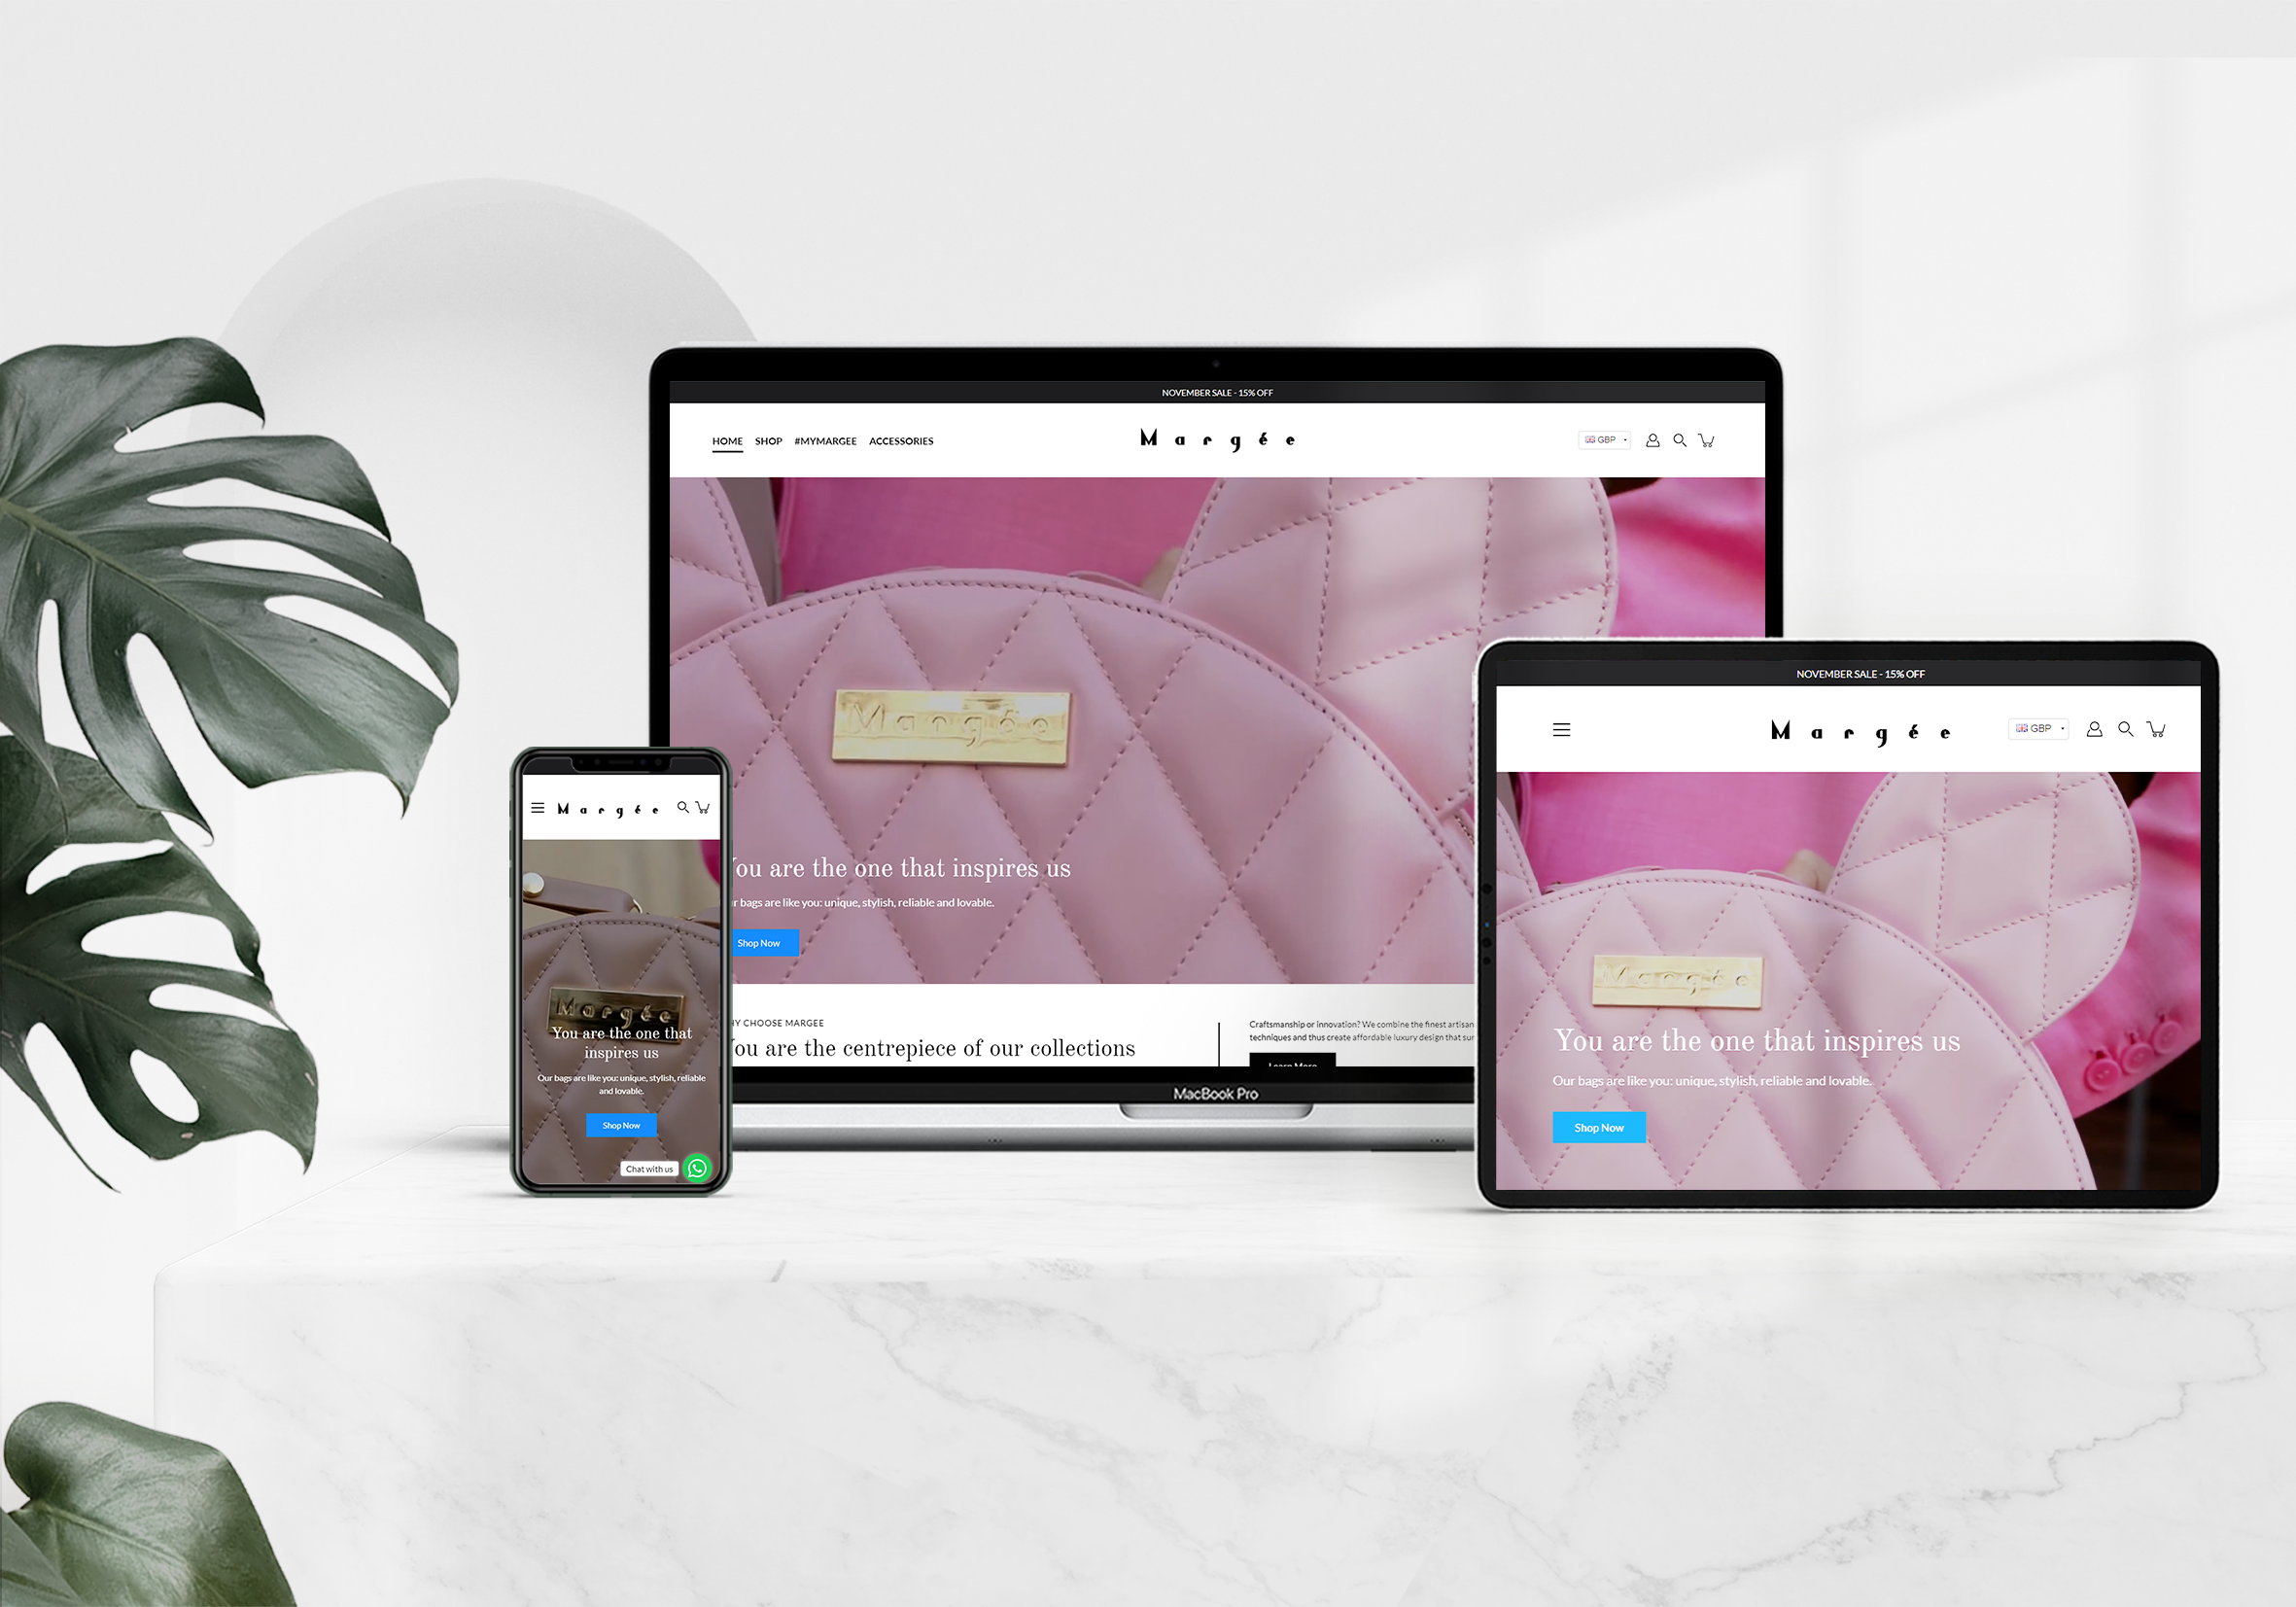 NOVEMBER SALE - 15% OFF
HOME SHOP #MYMARGEE ACCESSORIES
Margée
GBP
Margée
You are the one that inspires us
bags are like you: unique, stylish, reliable and lovable.
Shop Now
CHOOSE MARGEE
You are the centrepiece of our collections
Craftsmanship or innovation? We combine the finest artisan
techniques and thus create affordable luxury design that
Learn More
MacBook Pro
Margée
Margée
You are the one that
inspires us
Our bags are like you: unique, stylish, reliable
and lovable.
Shop Now
Chat with us
NOVEMBER SALE - 15% OFF
Margée
GBP
Margée
You are the one that inspires us
Our bags are like you: unique, stylish, reliable and lovable.
Shop Now